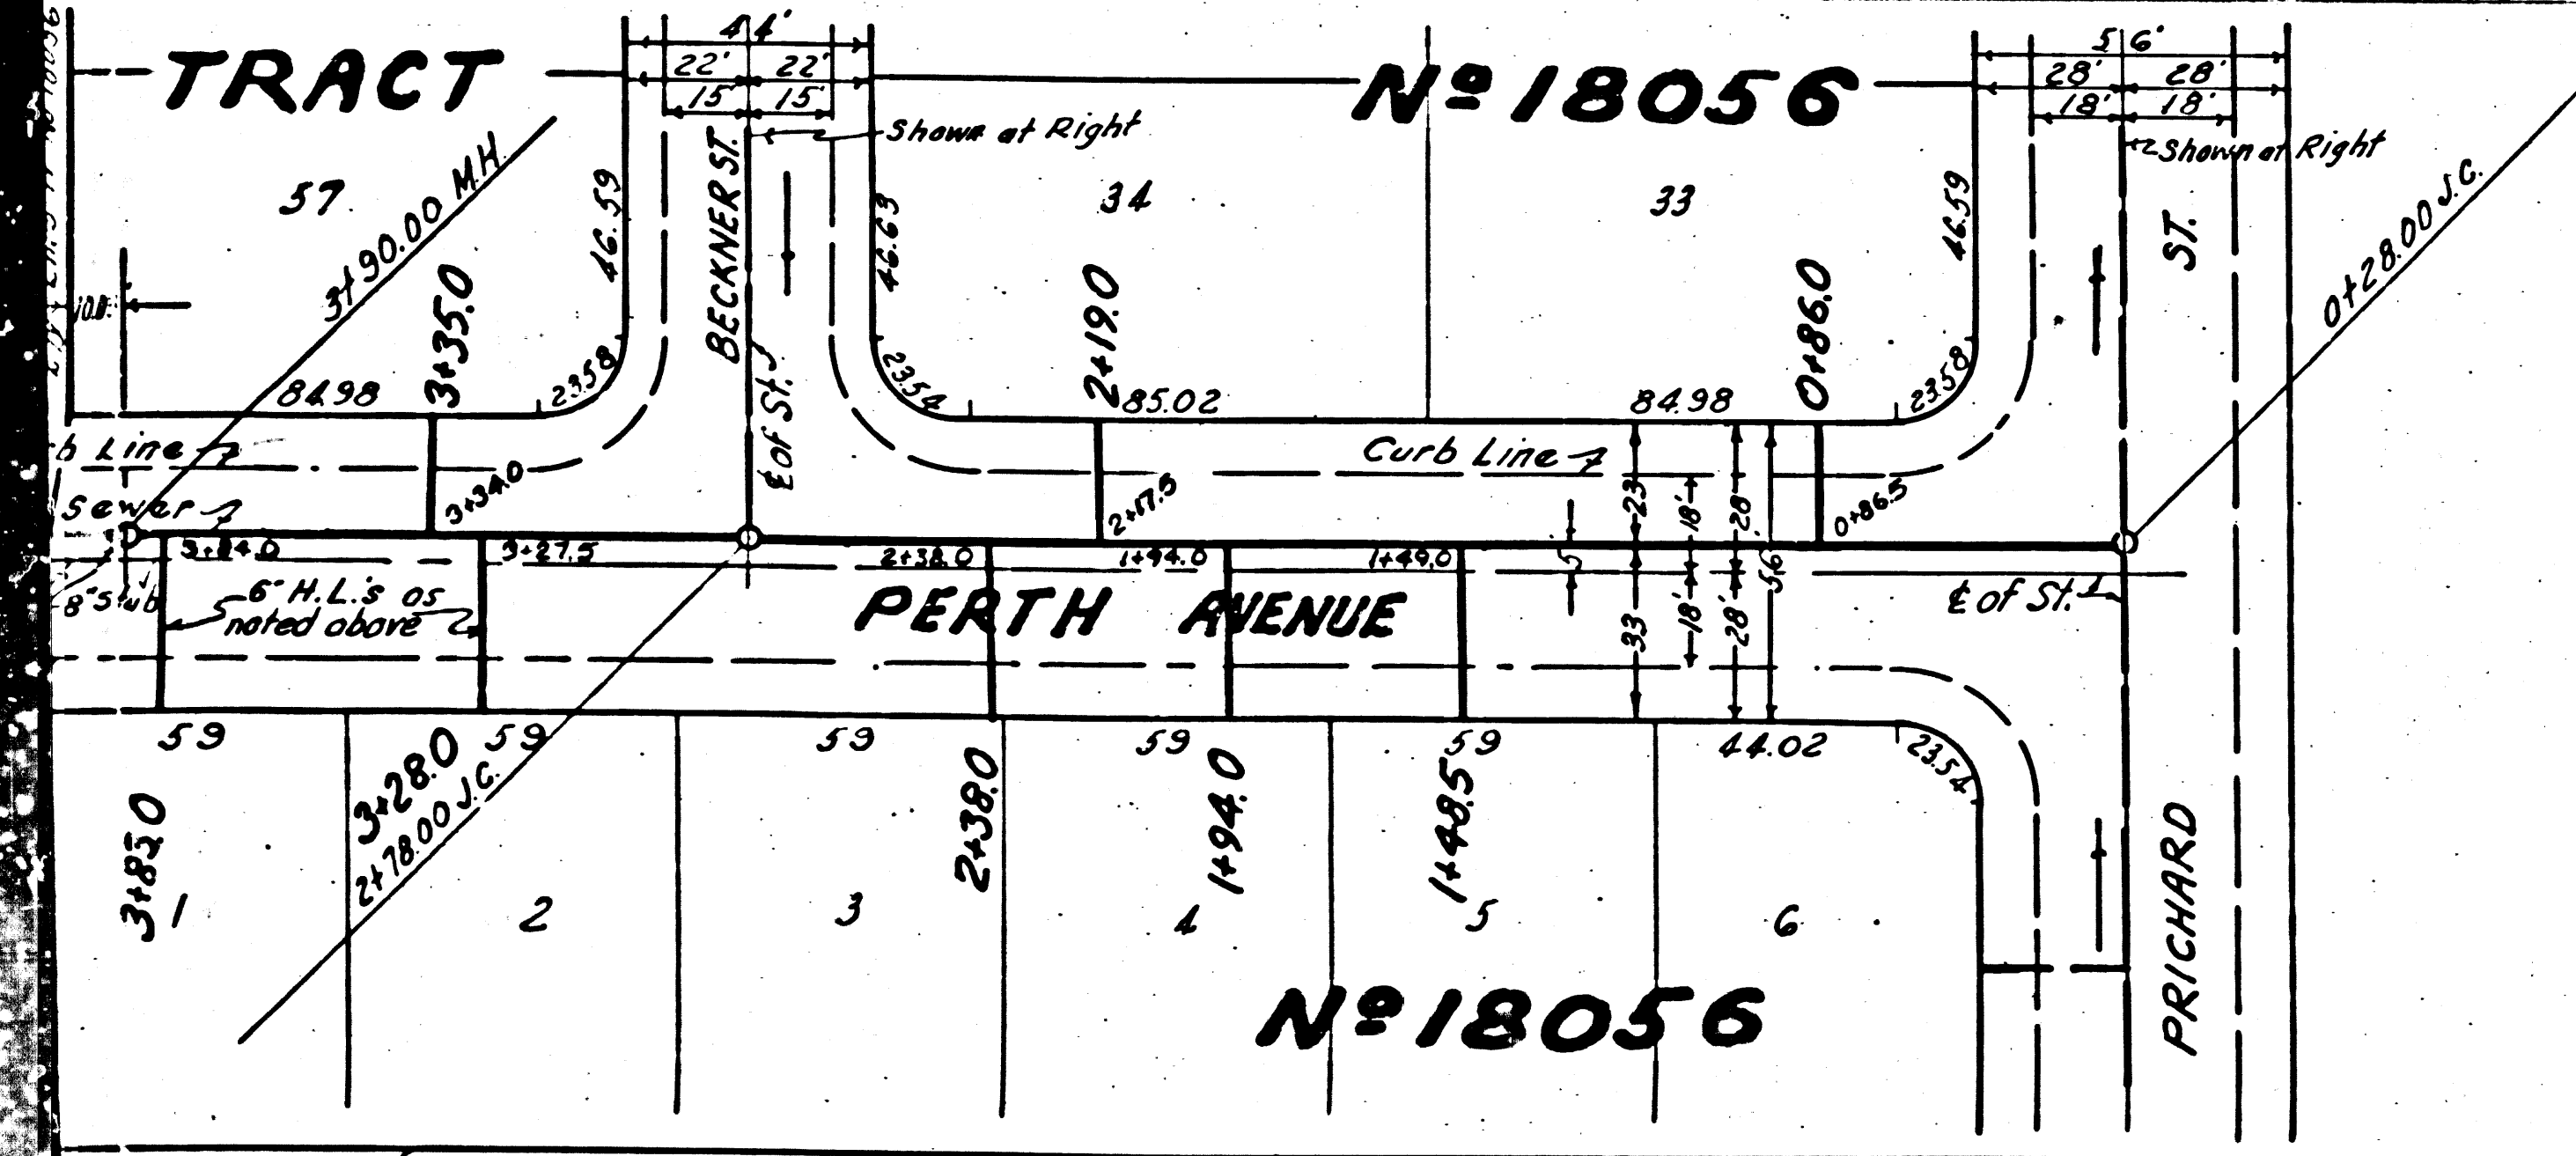 TRACT
Nº 18056
44'
22' 22'
15' 15'
Shown at Right
56'
28' 28'
18' 18'
Shown at Right
57
34
33
3+90.00 M.H.
46.59
BECKNER ST.
46.63
46.59
ST.
0+28.00 J.C.
10.0
3+35.0
2+19.0
0+86.0
84.98
23.58
₵ of St.
23.54
85.02
84.98
23.58
b Line
Curb Line
Sewer
3+34.0
2+17.5
0+86.5
23
18'
28'
3+27.5
2+38.0
1+94.0
1+49.0
5
56
8" Stub
6" H.L.'s as
noted above
PERTH AVENUE
33
18'
28'
₵ of St.
59
59
59
59
59
44.02
23.54
3+28.0
2+78.00 J.C.
3+85.0
2+38.0
1+94.0
1+48.5
1
2
3
4
5
6
PRICHARD
Nº 18056